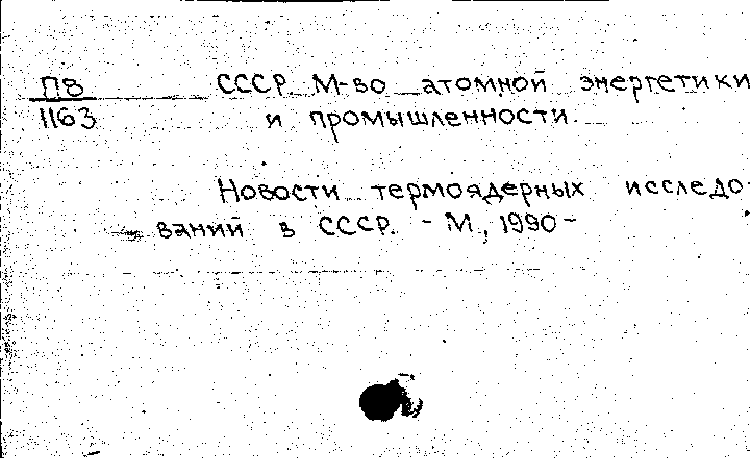 П8 СССР М-во атомной энергетики
1163 и промышленности.
Новости термоядерных исследо
ваний в СССР. - М., 1990 -